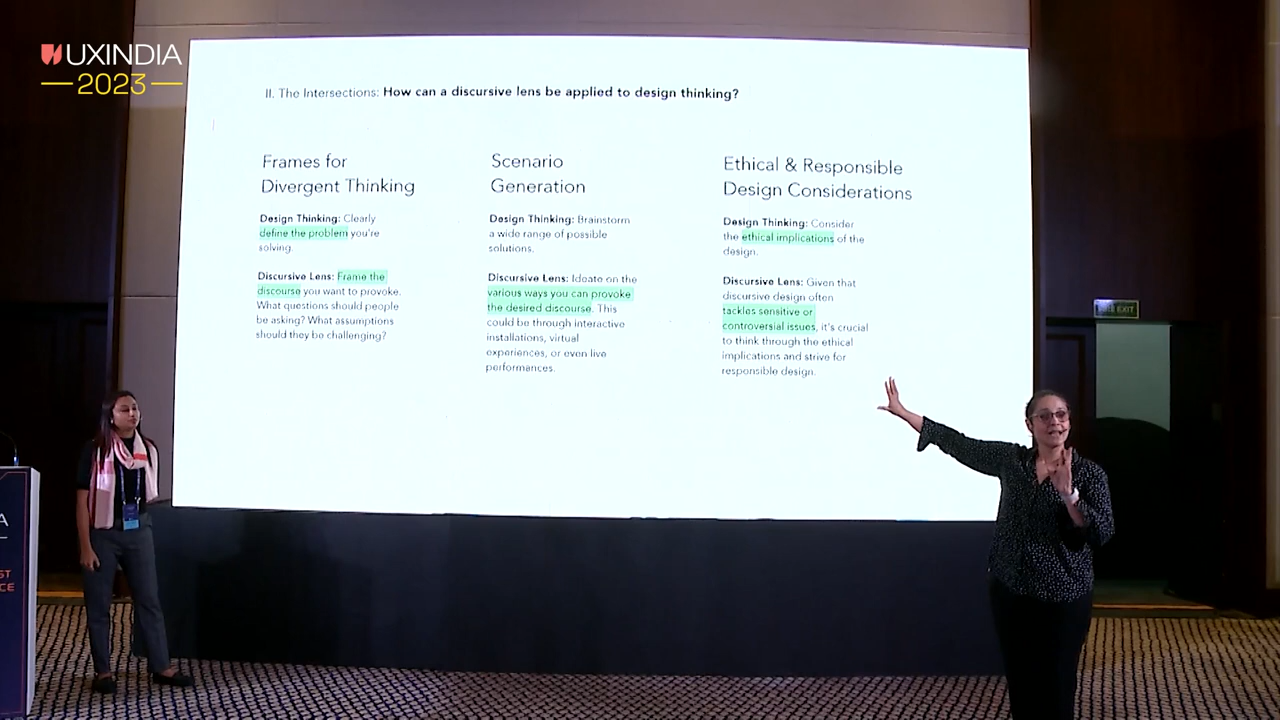 UXINDIA
2023
II. The Intersections: How can a discursive lens be applied to design thinking?
Frames for
Divergent Thinking
Design Thinking: Clearly
define the problem you're
solving.
Discursive Lens: Frame the
discourse you want to provoke.
What questions should people
be asking? What assumptions
should they be challenging?
Scenario
Generation
Design Thinking: Brainstorm
a wide range of possible
solutions.
Discursive Lens: Ideate on the
various ways you can provoke
the desired discourse. This
could be through interactive
installations, virtual
experiences, or even live
performances.
Ethical & Responsible
Design Considerations
Design Thinking: Consider
the ethical implications of the
design.
Discursive Lens: Given that
discursive design often
tackles sensitive or
controversial issues, it's crucial
to think through the ethical
implications and strive for
responsible design.
EXIT
A
ST
CE